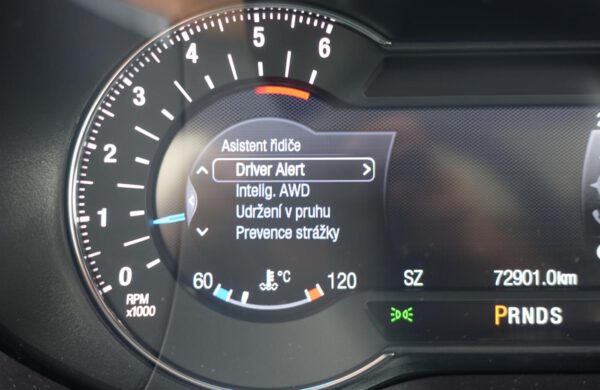 6
5
4
3
2
1
0
RPM
x1000
Asistent řidiče
Driver Alert >
Intelig. AWD
Udržení v pruhu
Prevence strážky
60 °C 120
SZ 72901.0km
PRNDS